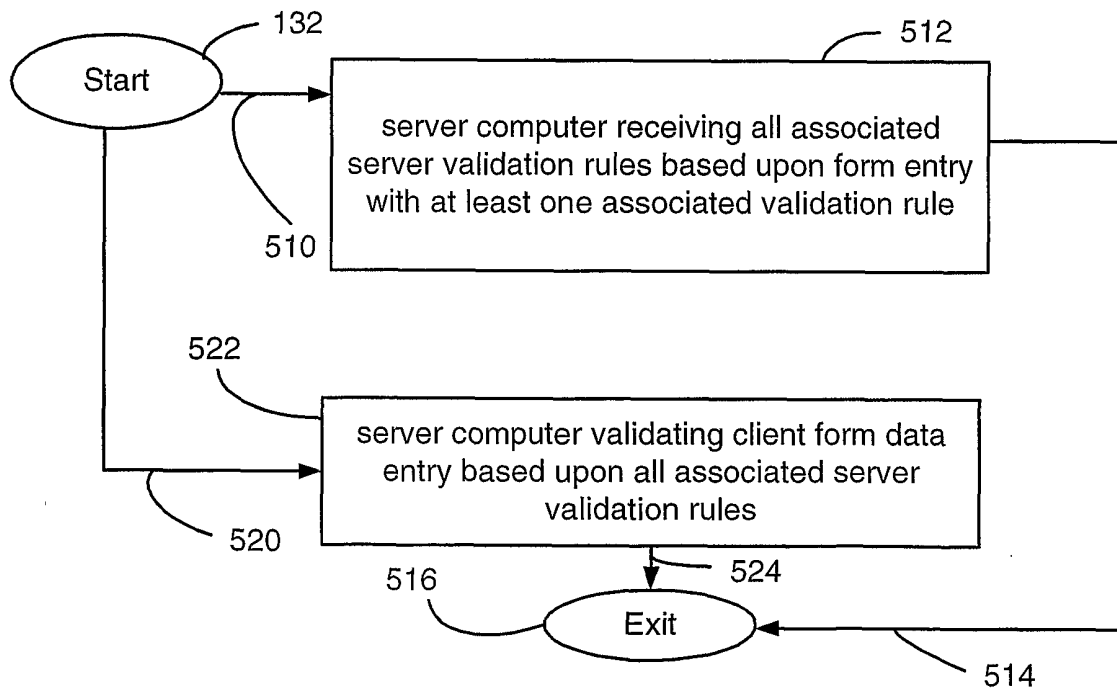 132
512
Start
server computer receiving all associated
server validation rules based upon form entry
with at least one associated validation rule
510
522
server computer validating client form data
entry based upon all associated server
validation rules
520
524
516
Exit
514